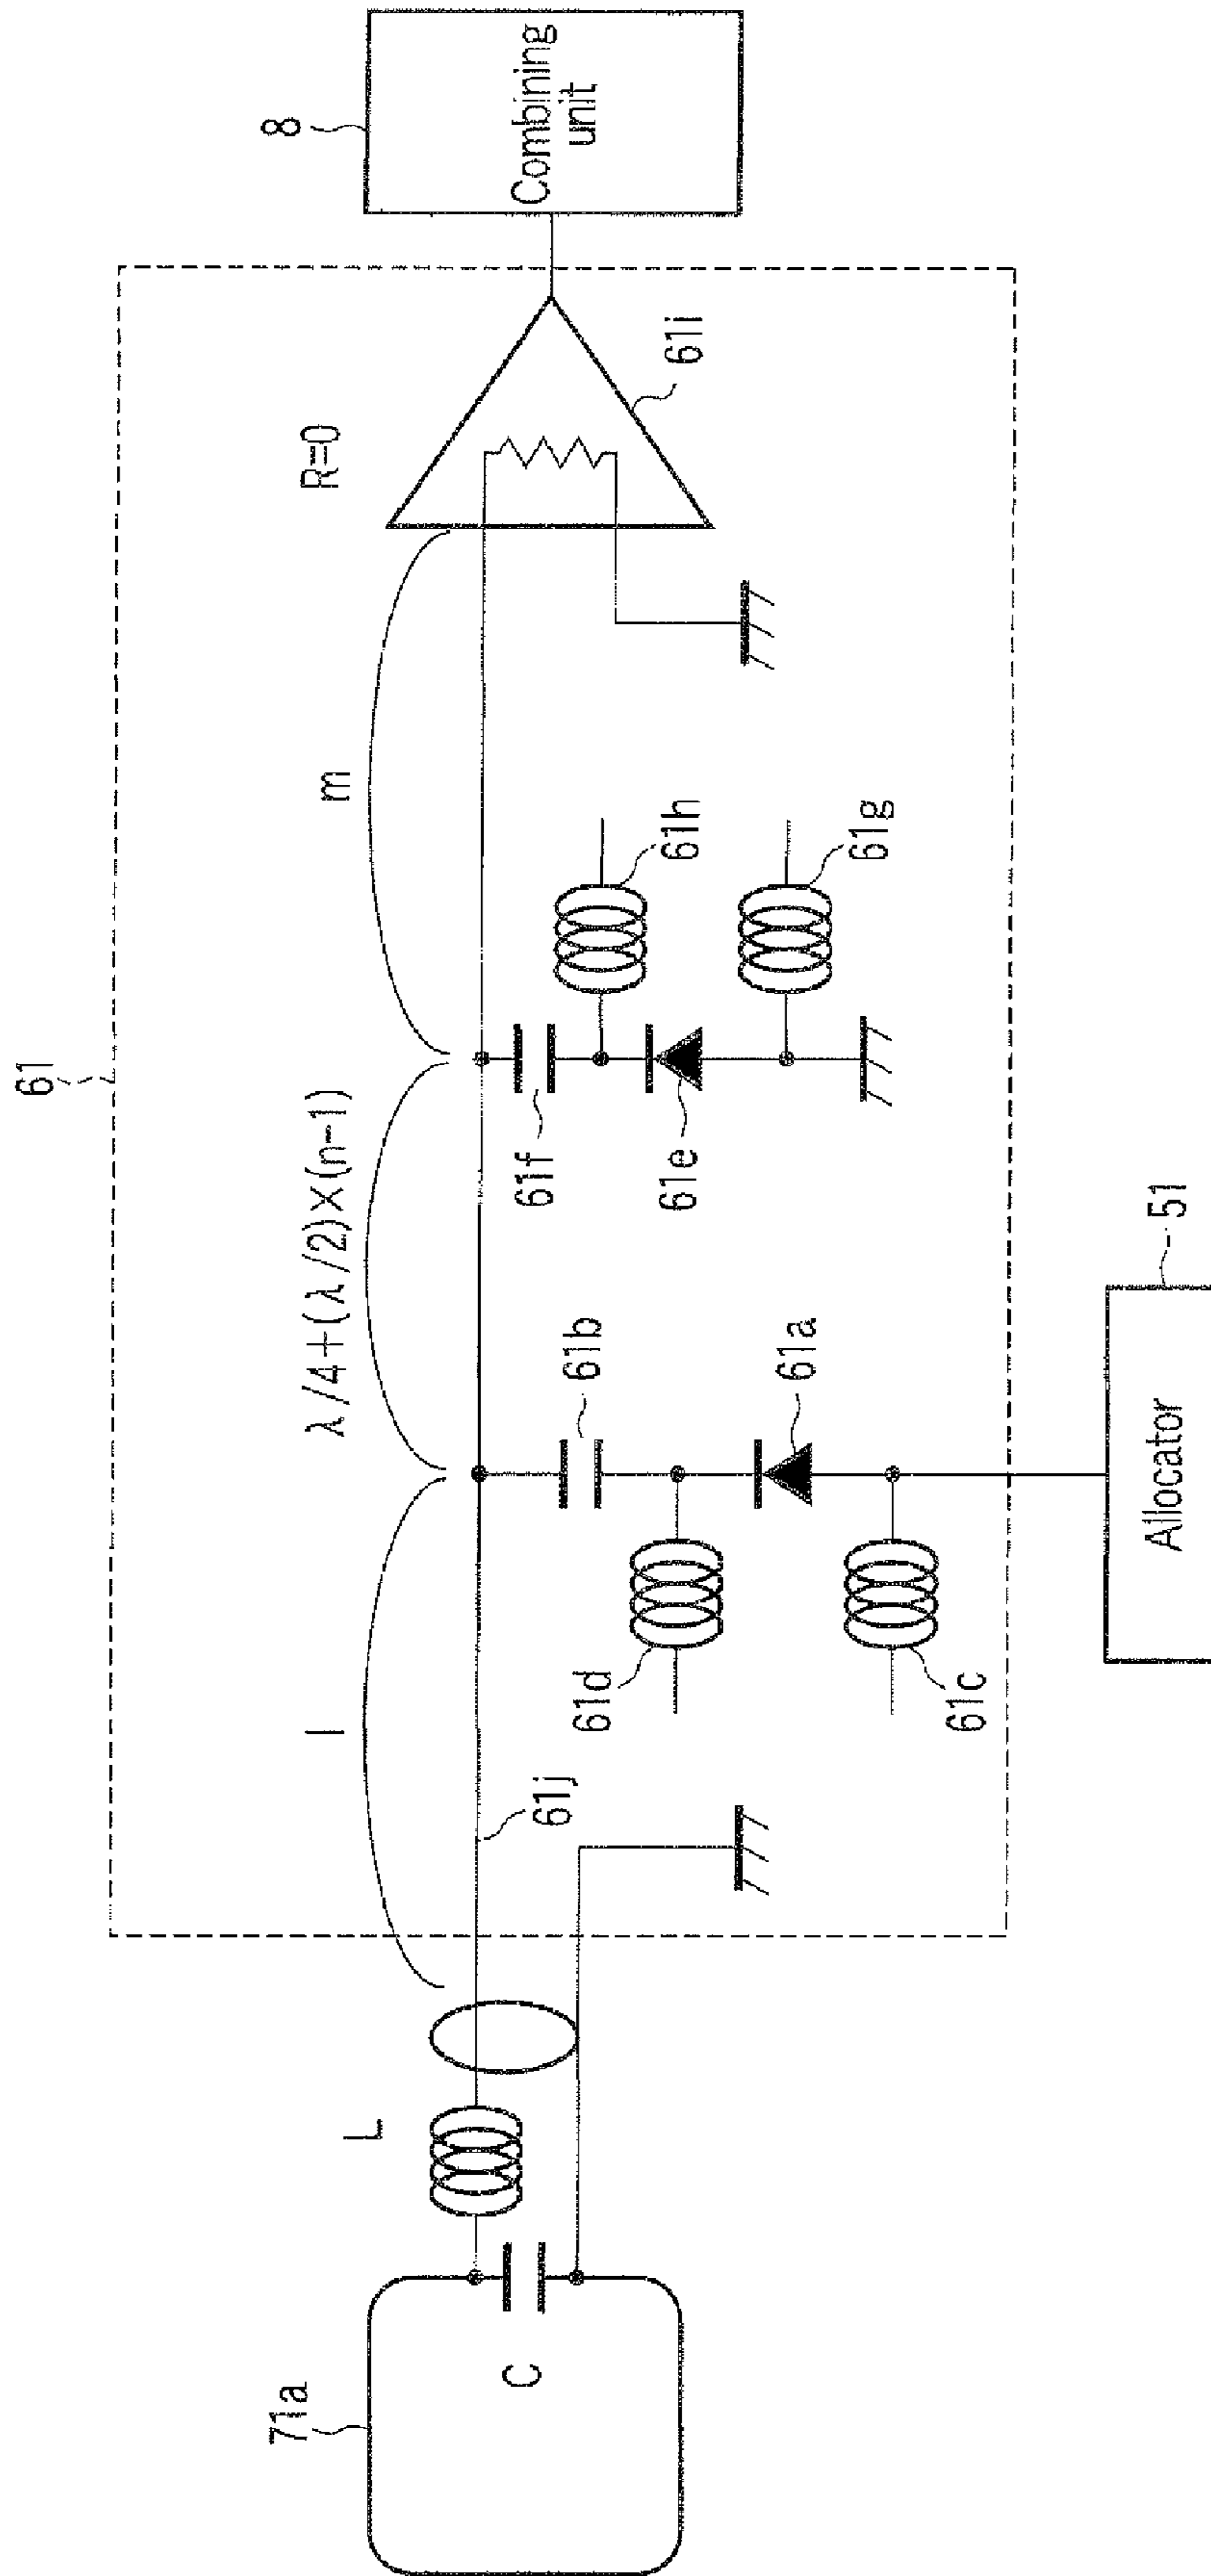 61
8
Combining
unit
λ/4+(λ/2)×(n-1)
l
m
R=0
61i
61j
61b
61a
61d
61c
61f
61e
61h
61g
L
C
71a
Allocator
51